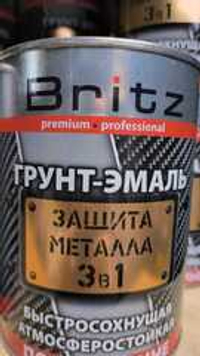 Britz
premium • professional
ГРУНТ-ЭМАЛЬ
ЗАЩИТА
МЕТАЛЛА
3в1
БЫСТРОСОХНУЩАЯ
АТМОСФЕРОСТОЙКАЯ